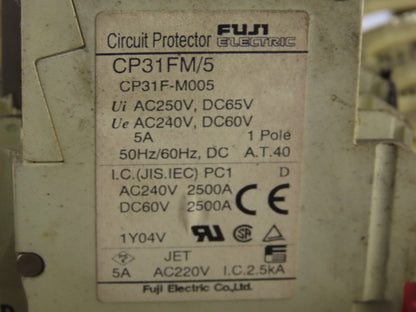 Circuit Protector FUJI ELECTRIC
CP31FM/5
CP31F-M005
Ui AC250V, DC65V
Ue AC240V, DC60V
5A 1 Pole
50Hz/60Hz, DC A.T.40
I.C.(JIS.IEC) PC1 D
AC240V 2500A
DC60V 2500A CE
1Y04V
JET
5A AC220V I.C.2.5kA
Fuji Electric Co.,Ltd.